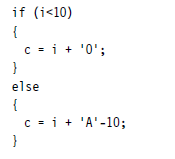 if (i<10)
{
  c = i + '0';
}
else
{
  c = i + 'A'-10;
}